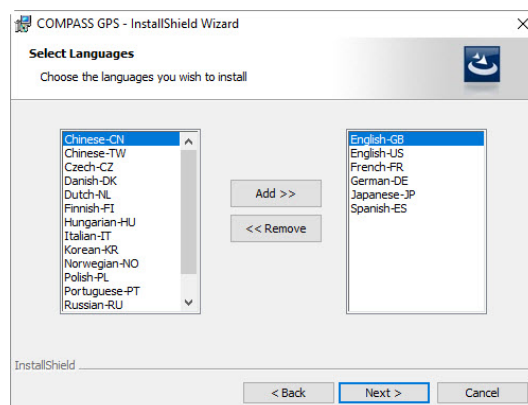 COMPASS GPS - InstallShield Wizard
Select Languages
Choose the languages you wish to install
Chinese-CN
Chinese-TW
Czech-CZ
Danish-DK
Dutch-NL
Finnish-FI
Hungarian-HU
Italian-IT
Korean-KR
Norwegian-NO
Polish-PL
Portuguese-PT
Russian-RU
Add >>
<< Remove
English-GB
English-US
French-FR
German-DE
Japanese-JP
Spanish-ES
InstallShield
< Back
Next >
Cancel